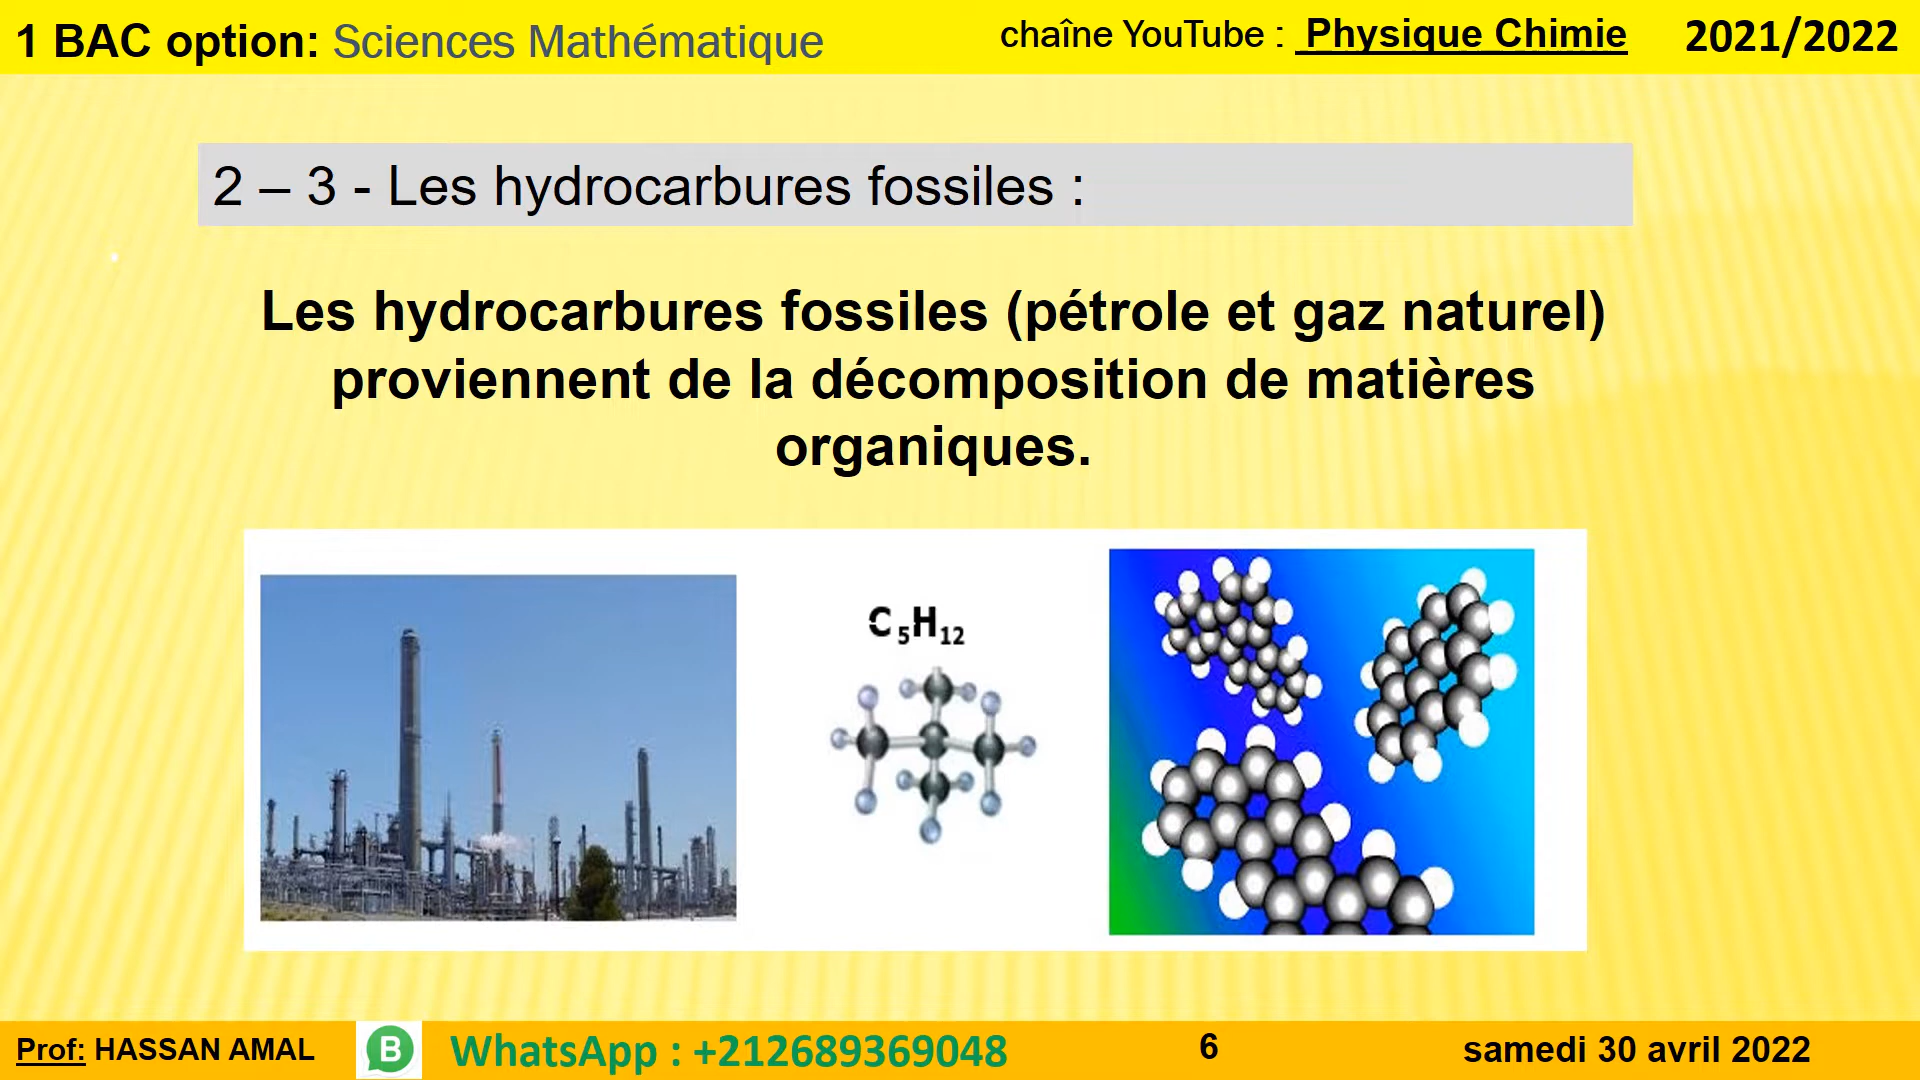 1 BAC option: Sciences Mathématique
chaîne YouTube : Physique Chimie
2021/2022
2 – 3 - Les hydrocarbures fossiles :
Les hydrocarbures fossiles (pétrole et gaz naturel)
proviennent de la décomposition de matières
organiques.
C₅H₁₂
Prof: HASSAN AMAL
B
WhatsApp : +212689369048
6
samedi 30 avril 2022